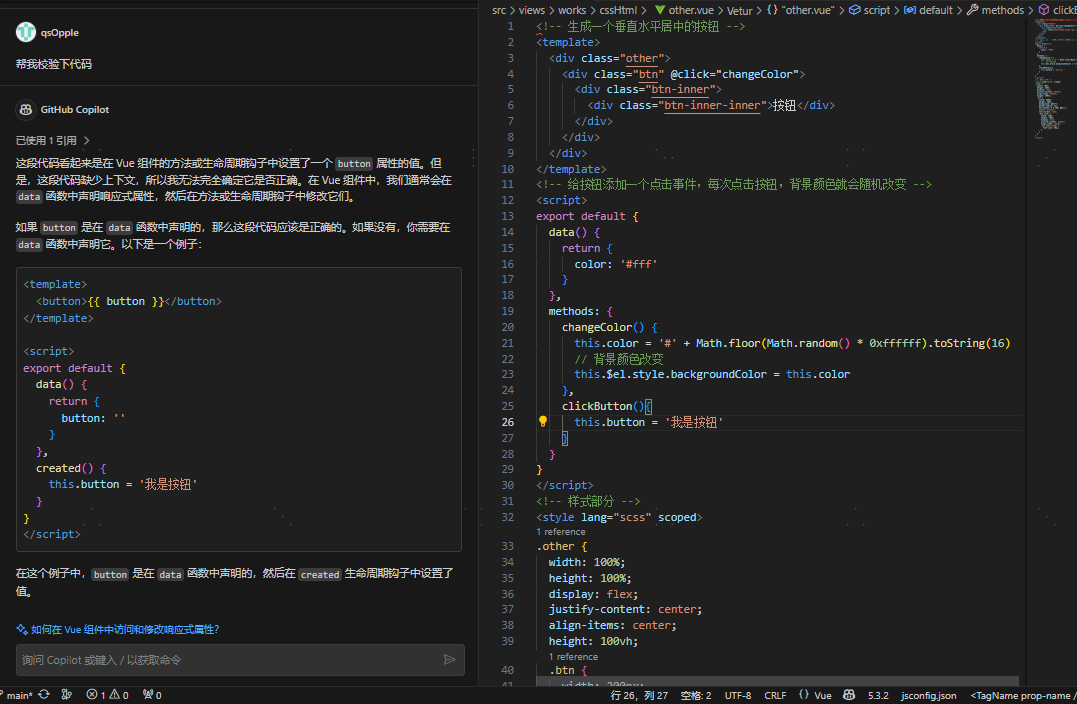 qsOpple
帮我校验下代码
GitHub Copilot
已使用 1 引用
这段代码看起来是在 Vue 组件的方法或生命周期钩子中设置了一个 button 属性的值。但
是，这段代码缺少上下文，所以我无法完全确定它是否正确。在 Vue 组件中，我们通常会在
data 函数中声明响应式属性，然后在方法或生命周期钩子中修改它们。
如果 button 是在 data 函数中声明的，那么这段代码应该是正确的。如果没有，你需要在
data 函数中声明它。以下是一个例子：
<template>
  <button>{{ button }}</button>
</template>
<script>
export default {
  data() {
    return {
      button: ''
    }
  },
  created() {
    this.button = '我是按钮'
  }
}
</script>
在这个例子中，button 是在 data 函数中声明的，然后在 created 生命周期钩子中设置了
值。
如何在 Vue 组件中访问和修改响应式属性？
询问 Copilot 或键入 / 以获取命令
src > views > works > cssHtml > other.vue > Vetur > {} "other.vue" > script > default > methods > click
1 <!-- 生成一个垂直水平居中的按钮 -->
2 <template>
3   <div class="other">
4     <div class="btn" @click="changeColor">
5       <div class="btn-inner">
6         <div class="btn-inner-inner">按钮</div>
7       </div>
8     </div>
9   </div>
10 </template>
11 <!-- 给按钮添加一个点击事件，每次点击按钮，背景颜色就会随机改变 -->
12 <script>
13 export default {
14   data() {
15     return {
16       color: '#fff'
17     }
18   },
19   methods: {
20     changeColor() {
21       this.color = '#' + Math.floor(Math.random() * 0xffffff).toString(16)
22       // 背景颜色改变
23       this.$el.style.backgroundColor = this.color
24     },
25     clickButton(){
26       this.button = '我是按钮'
27     }
28   }
29 }
30 </script>
31 <!-- 样式部分 -->
32 <style lang="scss" scoped>
1 reference
33 .other {
34   width: 100%;
35   height: 100%;
36   display: flex;
37   justify-content: center;
38   align-items: center;
39   height: 100vh;
1 reference
40   .btn {
41     width: 200px;
main* 1 0 0 行 26，列 27 空格: 2 UTF-8 CRLF {} Vue 5.3.2 jsconfig.json <TagName prop-name /